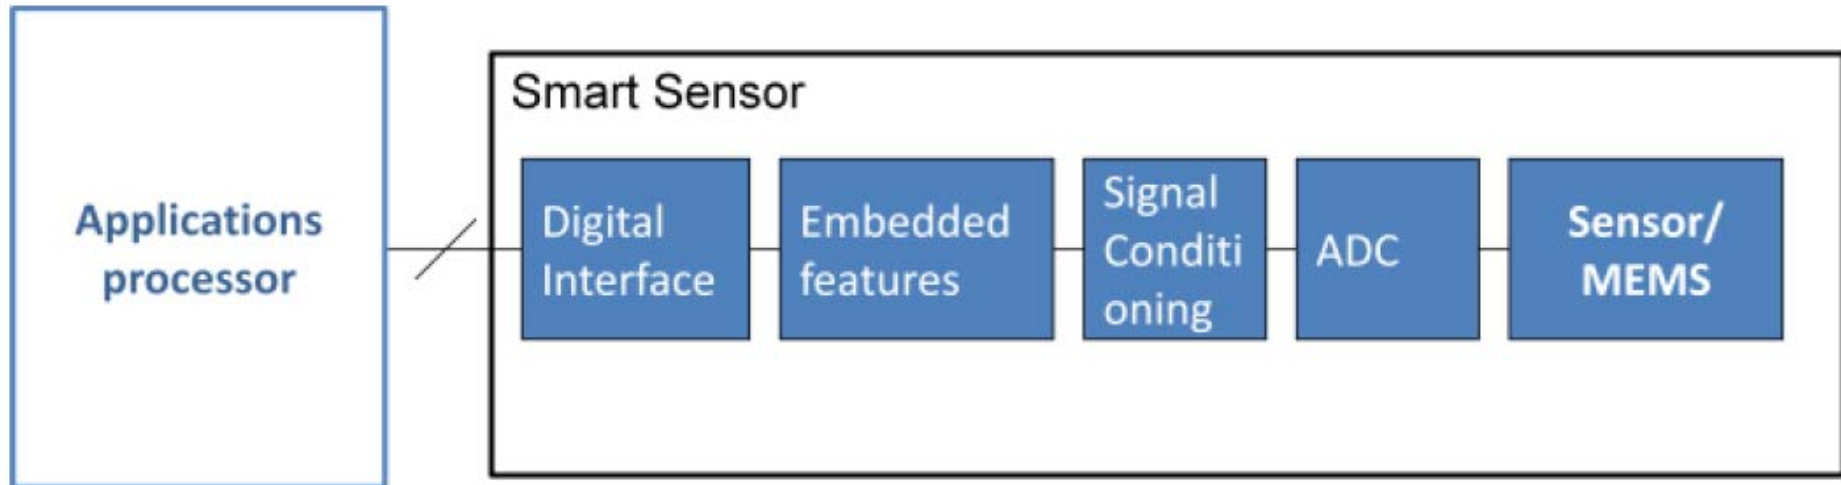 Smart Sensor
Applications
processor
Digital
Interface
Embedded
features
Signal
Conditi
oning
ADC
Sensor/
MEMS